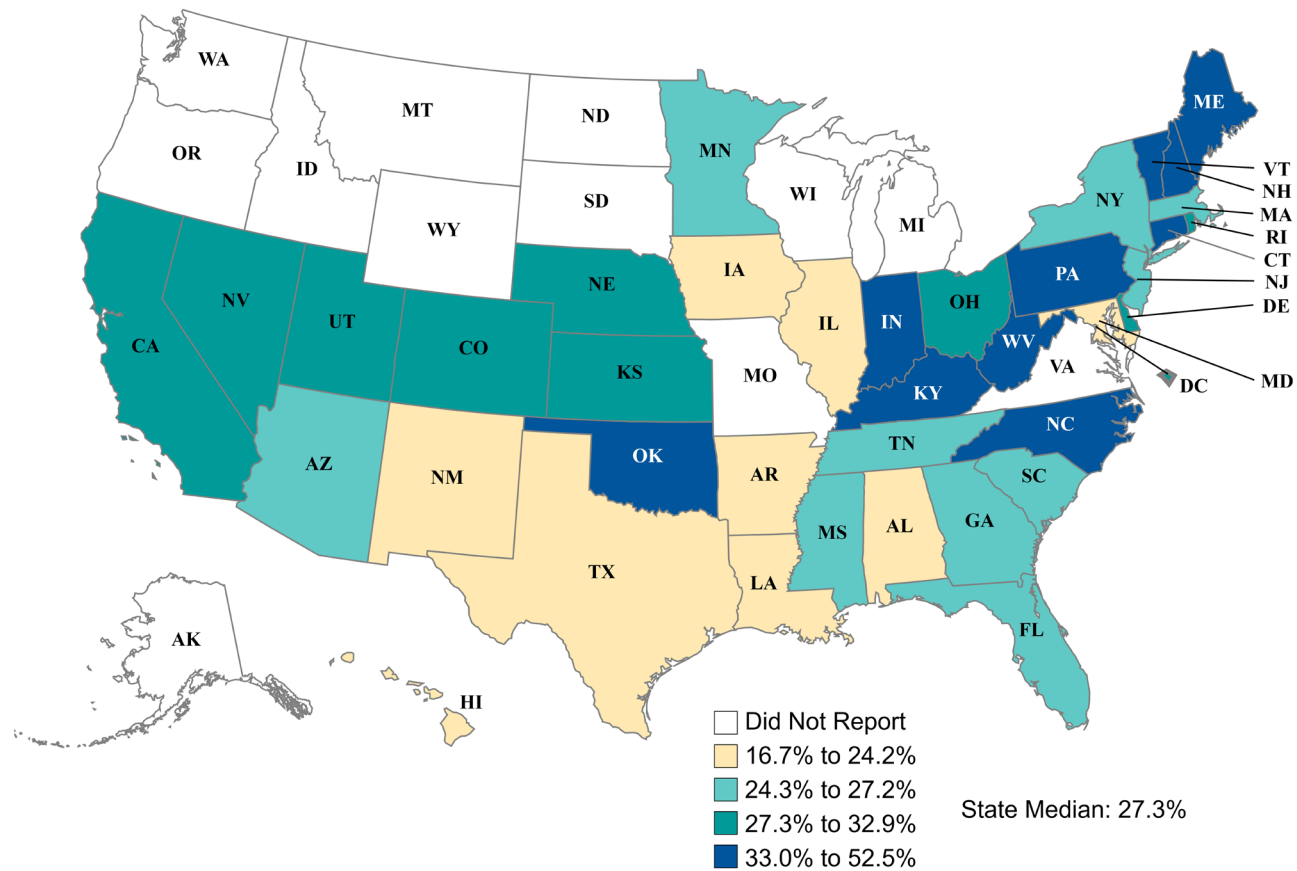 WA
MT
ND
MN
ME
OR
ID
SD
WI
MI
NY
VT
NH
MA
RI
CT
NJ
DE
MD
DC
WY
IA
NE
PA
NV
UT
CO
IL
IN
OH
CA
KS
MO
WV
VA
KY
NC
AZ
NM
OK
AR
TN
SC
MS
AL
GA
TX
LA
FL
AK
HI
Did Not Report
16.7% to 24.2%
24.3% to 27.2%
27.3% to 32.9%
33.0% to 52.5%
State Median: 27.3%